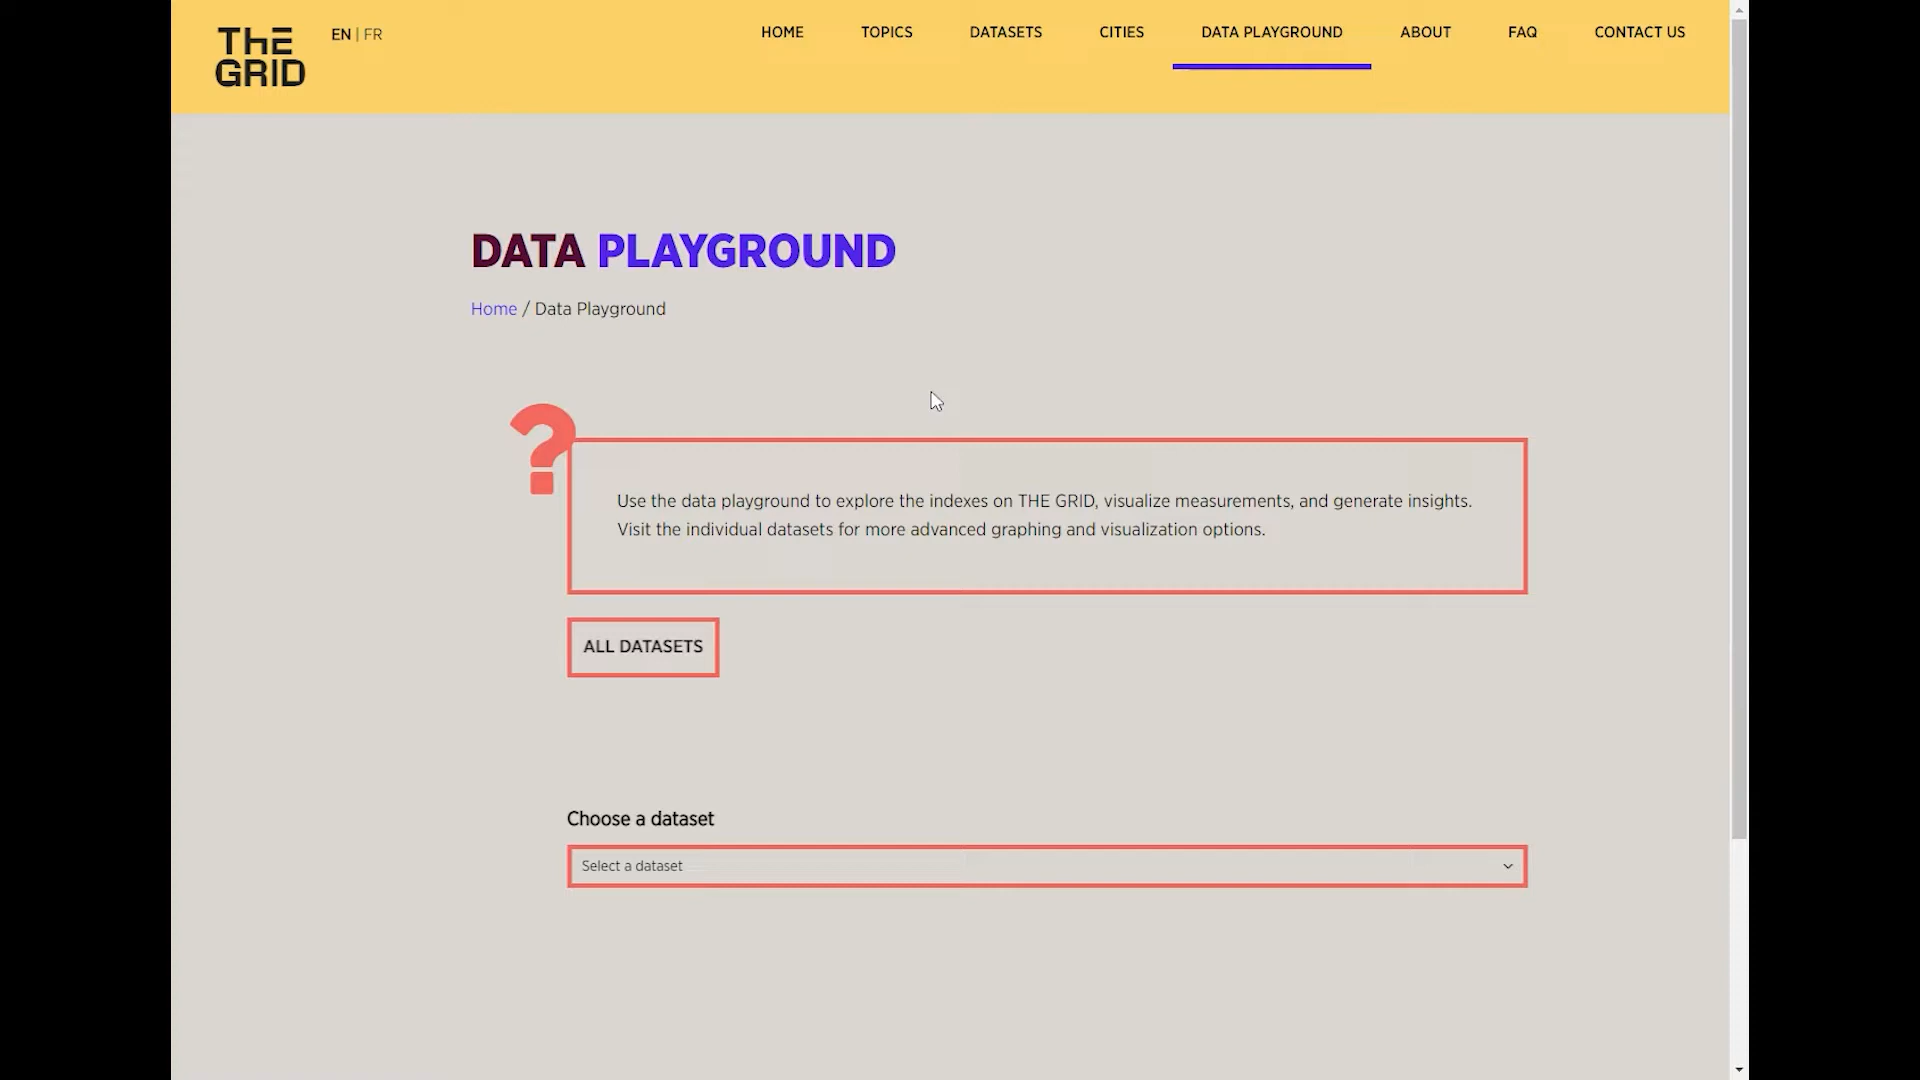 THE GRID
EN | FR
HOME
TOPICS
DATASETS
CITIES
DATA PLAYGROUND
ABOUT
FAQ
CONTACT US
DATA PLAYGROUND
Home / Data Playground
?
Use the data playground to explore the indexes on THE GRID, visualize measurements, and generate insights.
Visit the individual datasets for more advanced graphing and visualization options.
ALL DATASETS
Choose a dataset
Select a dataset